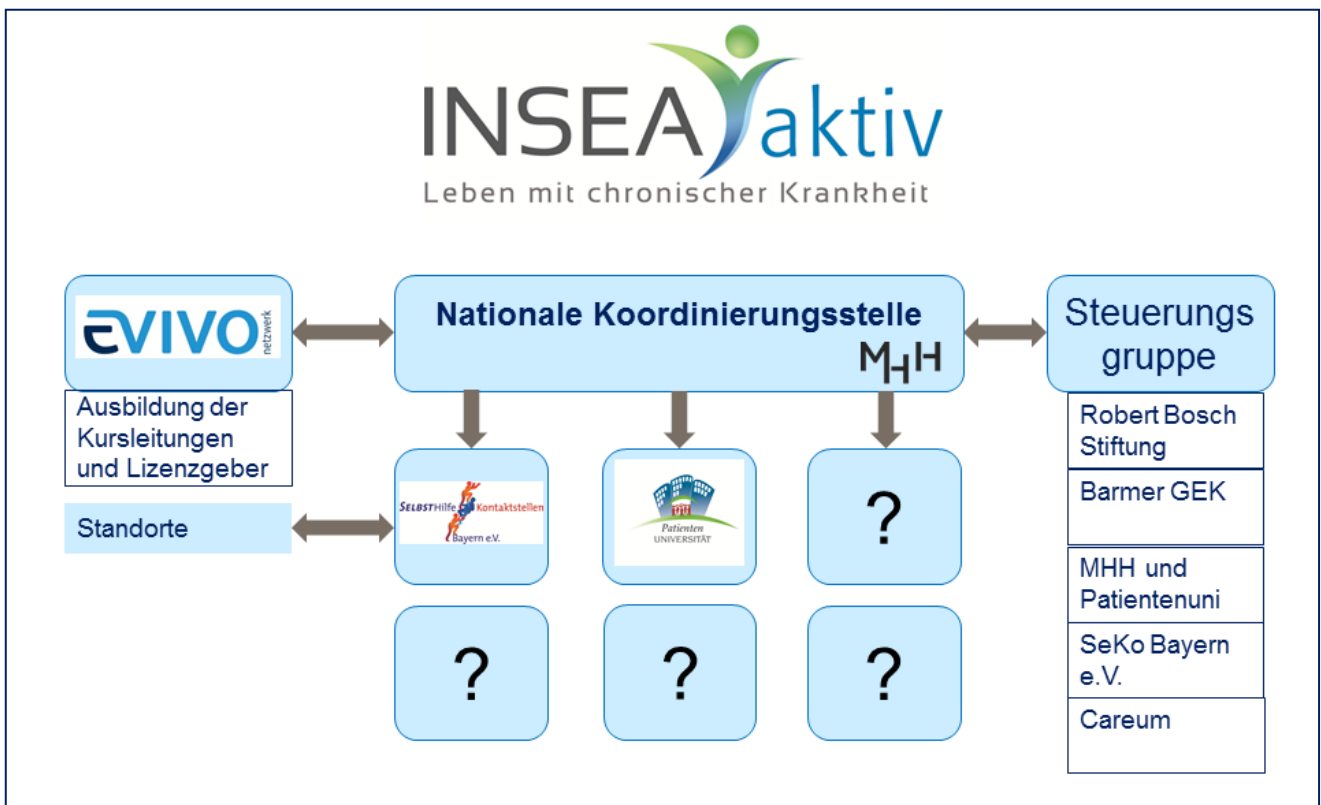 INSEA aktiv
Leben mit chronischer Krankheit
EVIVO
netzwerk
Ausbildung der
Kursleitungen
und Lizenzgeber
Standorte
Nationale Koordinierungsstelle
MHH
SELBSTHilfe Kontaktstellen
Bayern e.V.
Patienten
UNIVERSITÄT
?
?
?
?
Steuerungs
gruppe
Robert Bosch
Stiftung
Barmer GEK
MHH und
Patientenuni
SeKo Bayern
e.V.
Careum